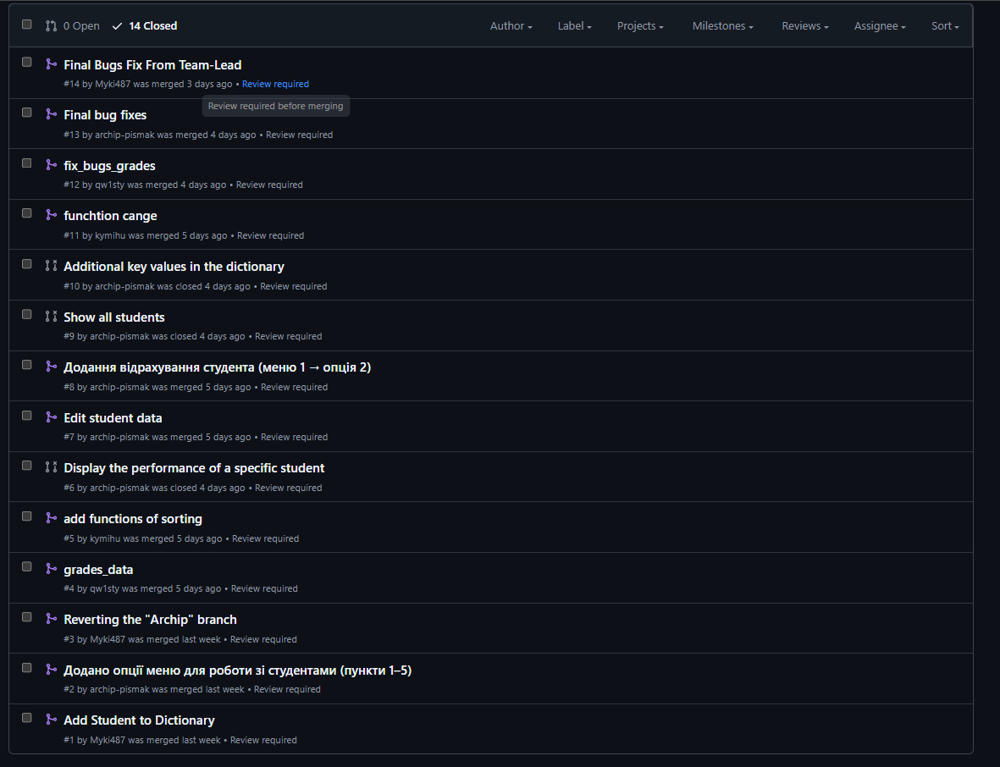 0 Open 14 Closed Author Label Projects Milestones Reviews Assignee Sort
Final Bugs Fix From Team-Lead
#14 by Myki487 was merged 3 days ago • Review required
Review required before merging
Final bug fixes
#13 by archip-pismak was merged 4 days ago • Review required
fix_bugs_grades
#12 by qw1sty was merged 4 days ago • Review required
funchtion cange
#11 by kymihu was merged 5 days ago • Review required
Additional key values in the dictionary
#10 by archip-pismak was closed 4 days ago • Review required
Show all students
#9 by archip-pismak was closed 4 days ago • Review required
Додання відрахування студента (меню 1 → опція 2)
#8 by archip-pismak was merged 5 days ago • Review required
Edit student data
#7 by archip-pismak was merged 5 days ago • Review required
Display the performance of a specific student
#6 by archip-pismak was closed 4 days ago • Review required
add functions of sorting
#5 by kymihu was merged 5 days ago • Review required
grades_data
#4 by qw1sty was merged 5 days ago • Review required
Reverting the "Archip" branch
#3 by Myki487 was merged last week • Review required
Додано опції меню для роботи зі студентами (пункти 1–5)
#2 by archip-pismak was merged last week • Review required
Add Student to Dictionary
#1 by Myki487 was merged last week • Review required